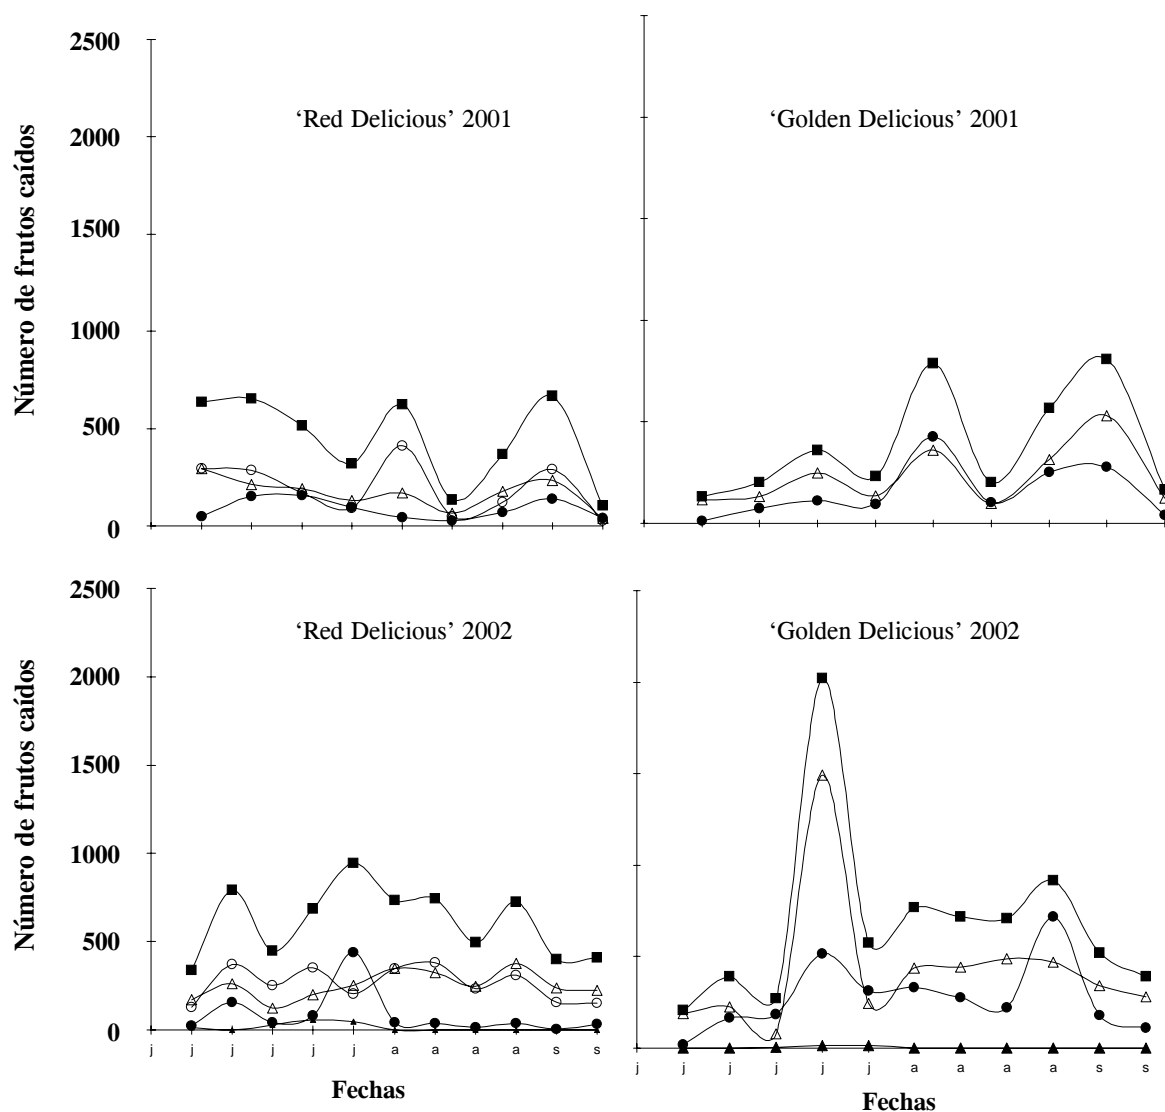 Número de frutos caídos
2500
2000
1500
1000
500
0
‘Red Delicious’ 2001
‘Golden Delicious’ 2001
Número de frutos caídos
2500
2000
1500
1000
500
0
‘Red Delicious’ 2002
j j j j j j a a a a s s
Fechas
‘Golden Delicious’ 2002
j j j j j j a a a a s s
Fechas